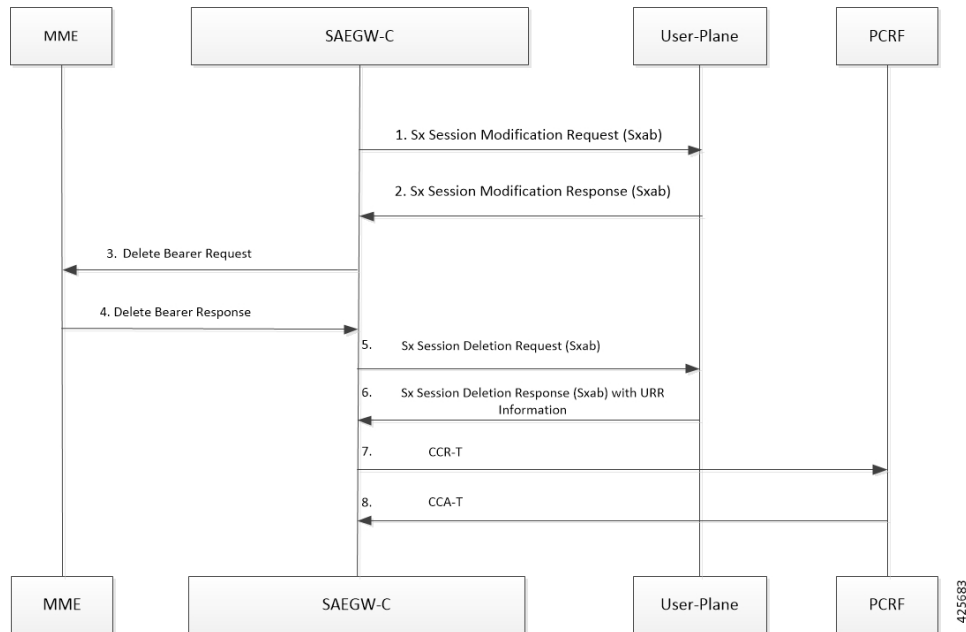 MME
SAEGW-C
User-Plane
PCRF
1. Sx Session Modification Request (Sxab)
2. Sx Session Modification Response (Sxab)
3. Delete Bearer Request
4. Delete Bearer Response
5. Sx Session Deletion Request (Sxab)
6. Sx Session Deletion Response (Sxab) with URR
Information
7. CCR-T
8. CCA-T
MME
SAEGW-C
User-Plane
PCRF
425683